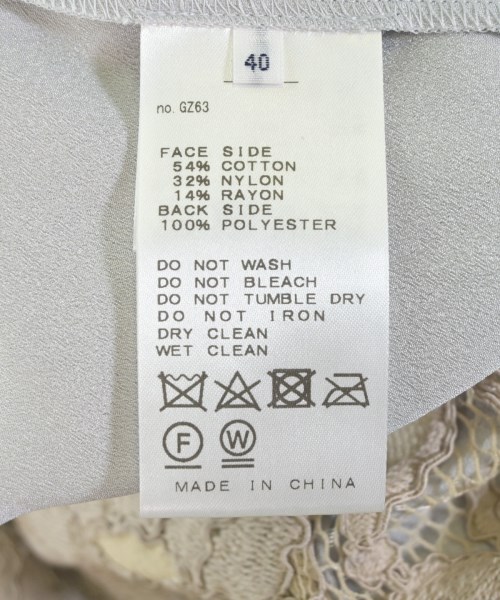 40
no. GZ63
FACE SIDE
54% COTTON
32% NYLON
14% RAYON
BACK SIDE
100% POLYESTER
DO NOT WASH
DO NOT BLEACH
DO NOT TUMBLE DRY
DO NOT IRON
DRY CLEAN
WET CLEAN
F W
MADE IN CHINA